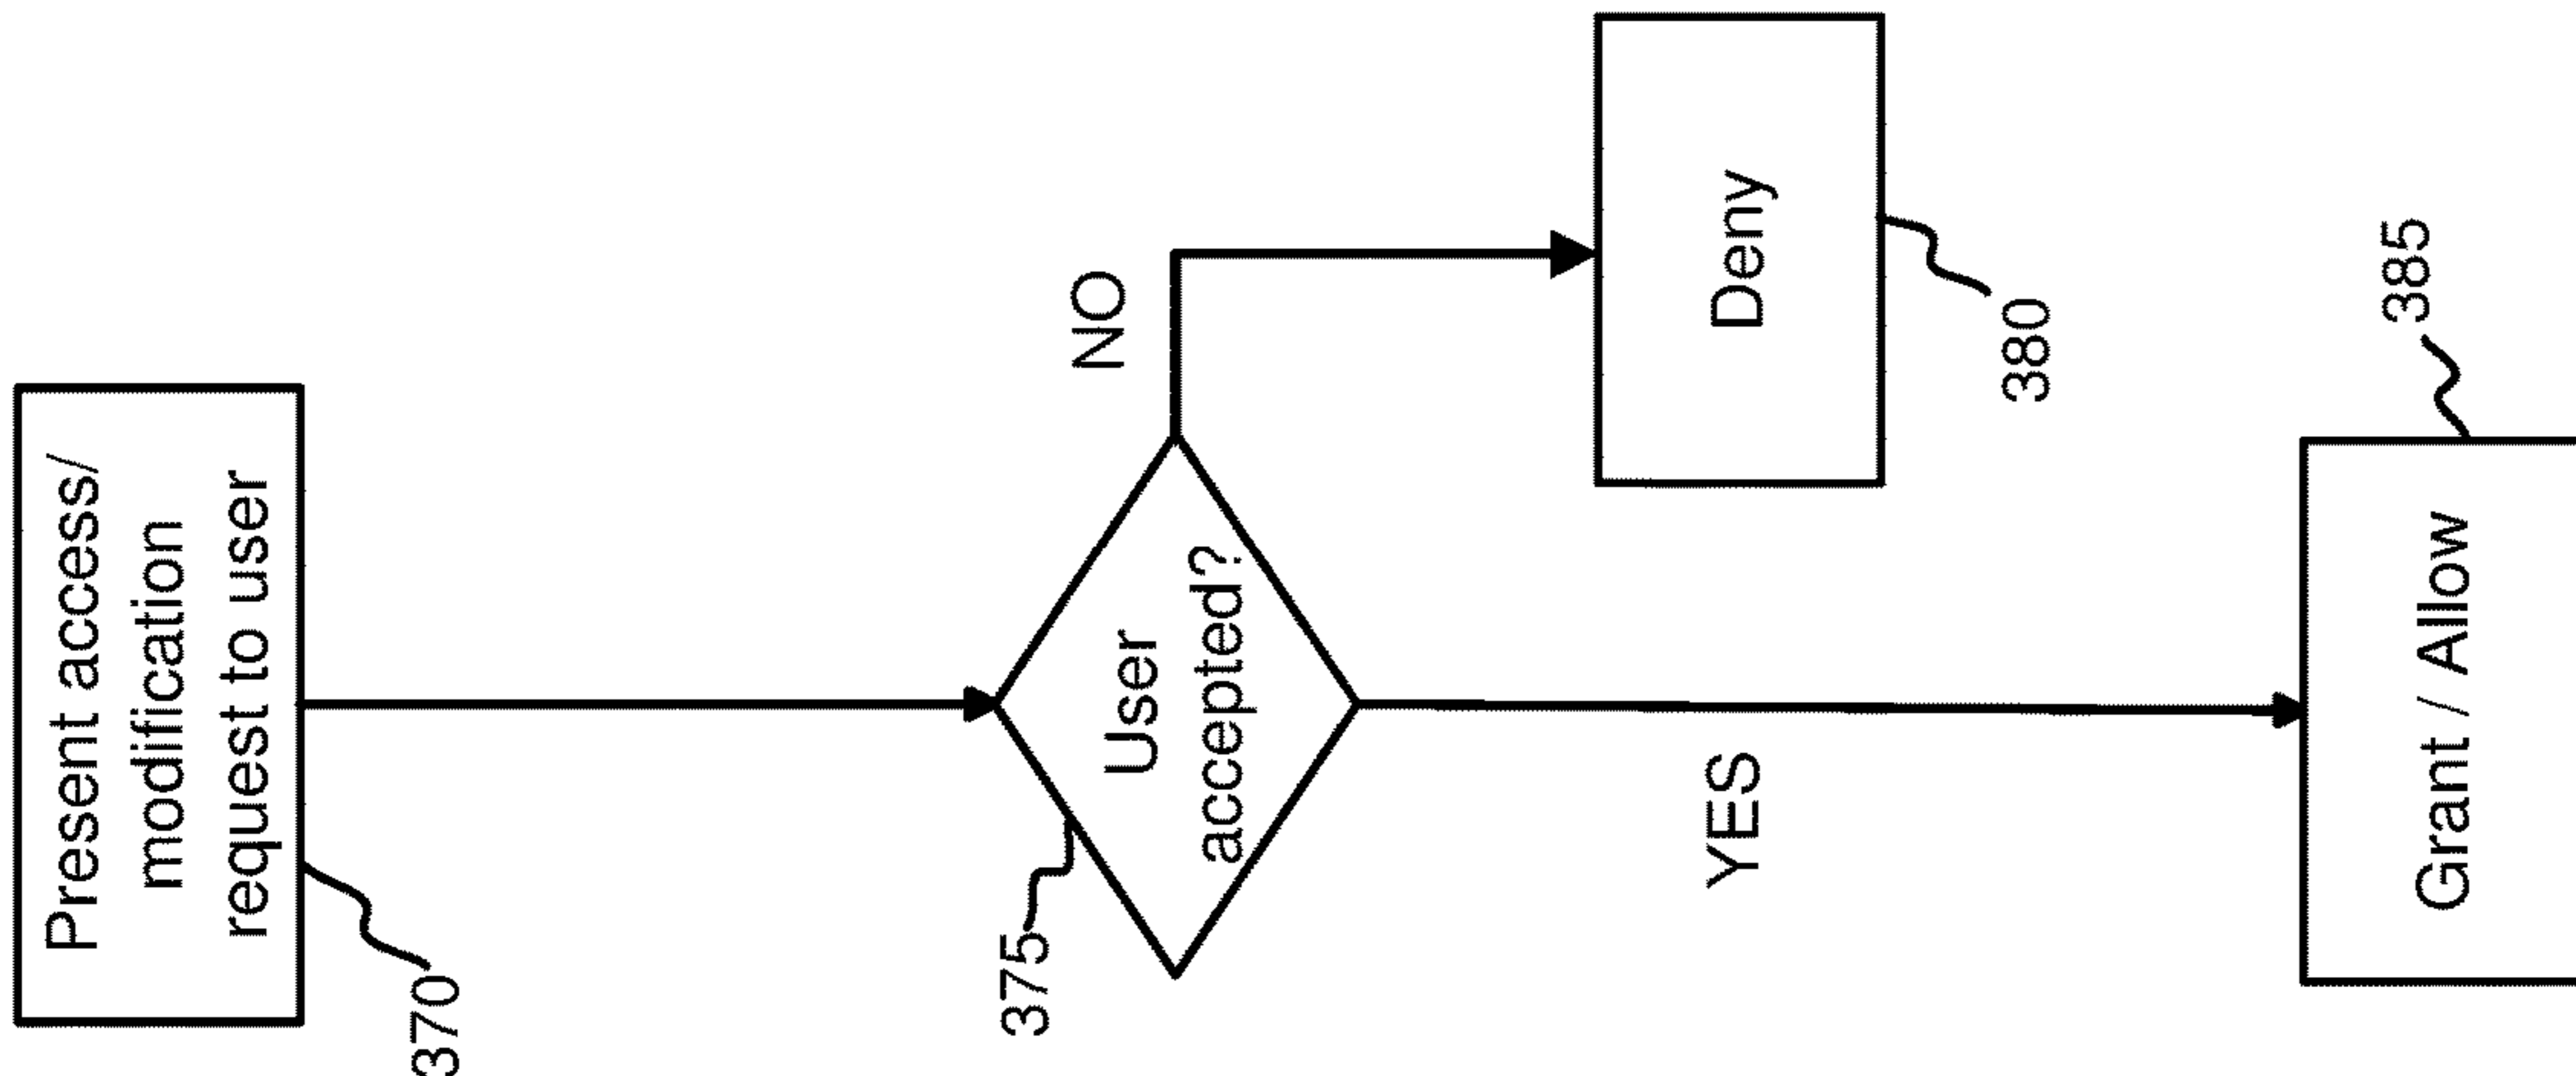 Present access/
modification
request to user
370
375
User
accepted?
NO
YES
Deny
380
385
Grant / Allow